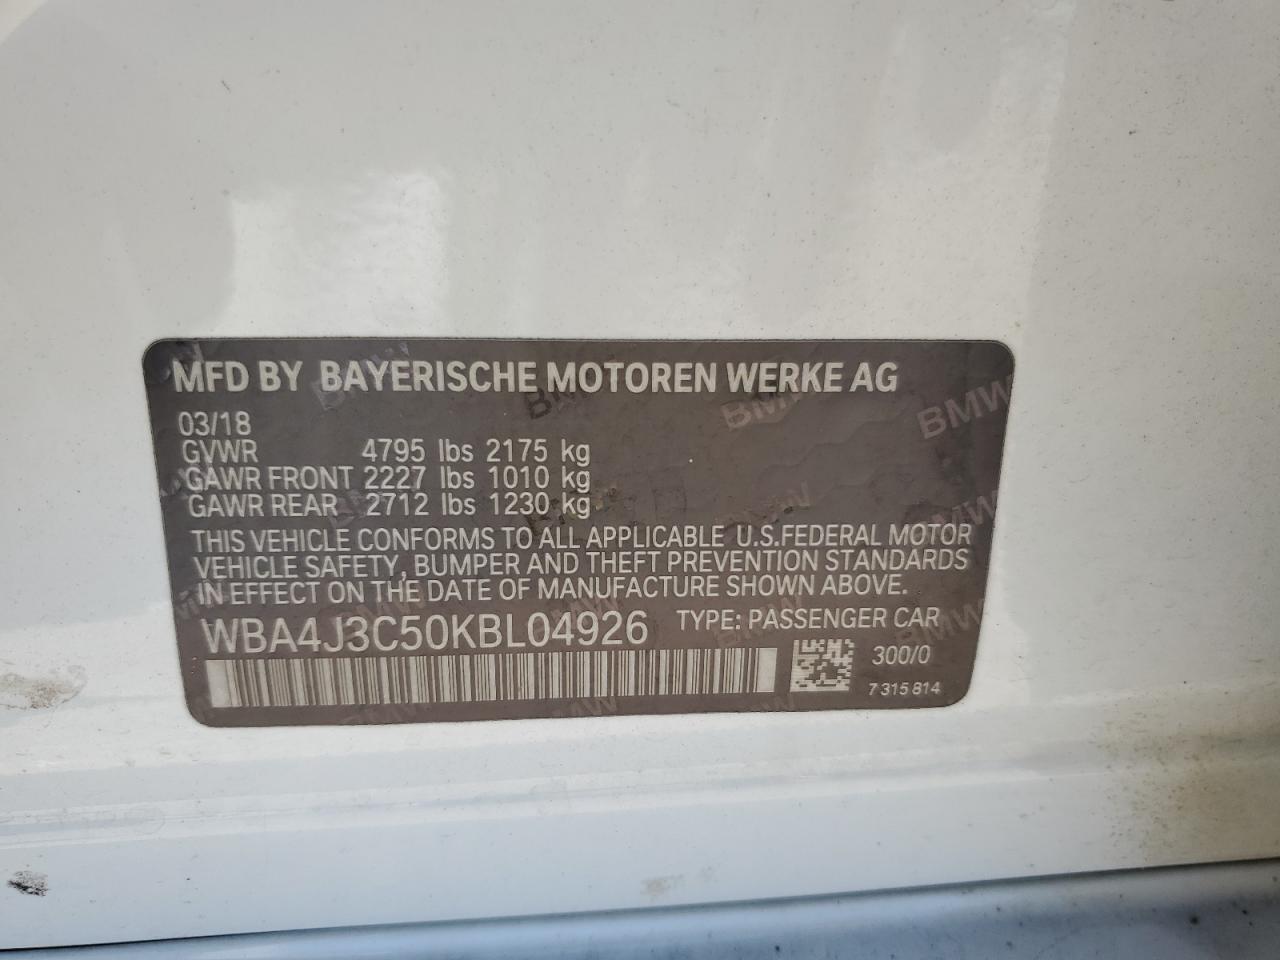 MFD BY BAYERISCHE MOTOREN WERKE AG
03/18
GVWR 4795 lbs 2175 kg
GAWR FRONT 2227 lbs 1010 kg
GAWR REAR 2712 lbs 1230 kg
THIS VEHICLE CONFORMS TO ALL APPLICABLE U.S.FEDERAL MOTOR
VEHICLE SAFETY, BUMPER AND THEFT PREVENTION STANDARDS
IN EFFECT ON THE DATE OF MANUFACTURE SHOWN ABOVE.
WBA4J3C50KBL04926 TYPE: PASSENGER CAR
300/0
7 315 814